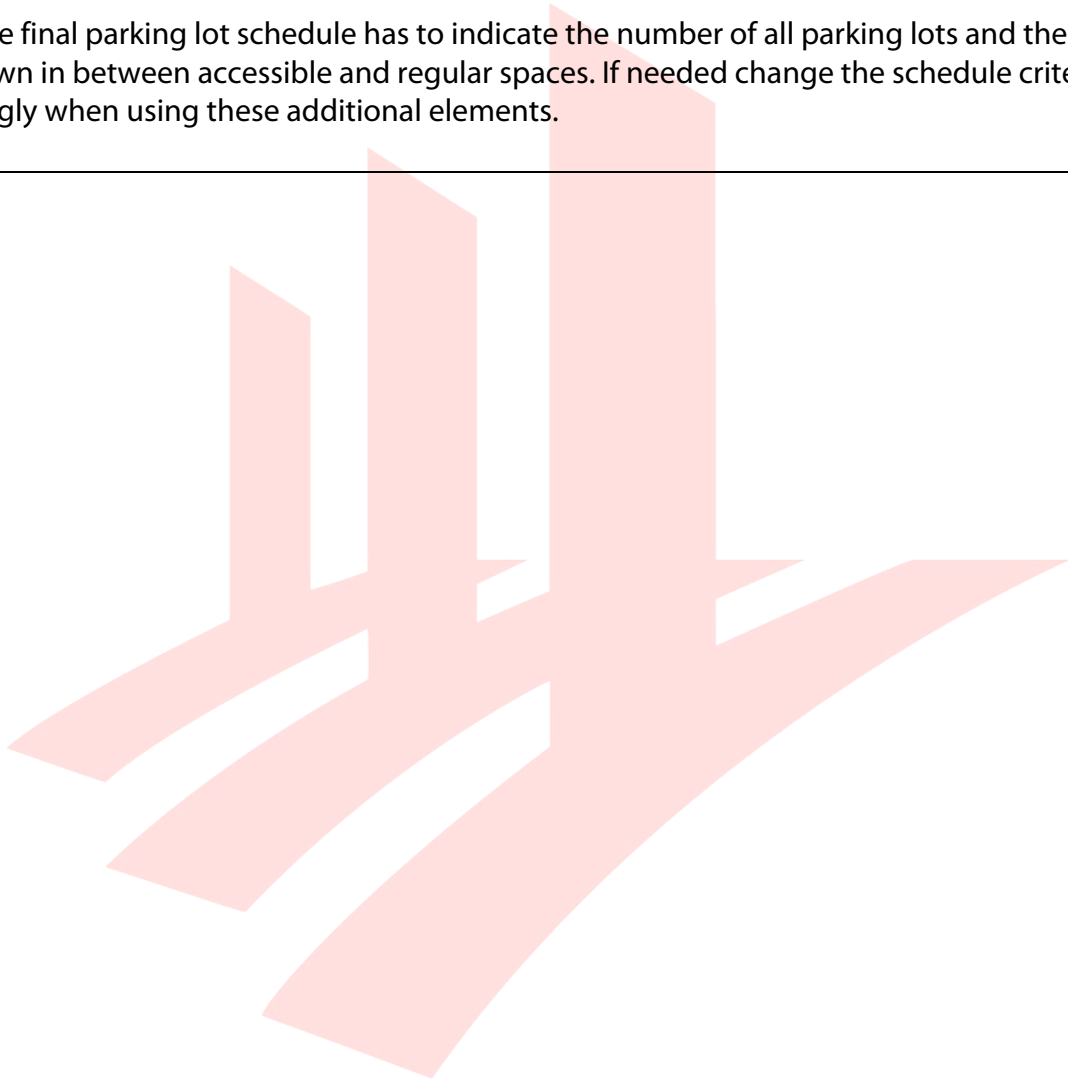 e final parking lot schedule has to indicate the number of all parking lots and the
wn in between accessible and regular spaces. If needed change the schedule crite
gly when using these additional elements.